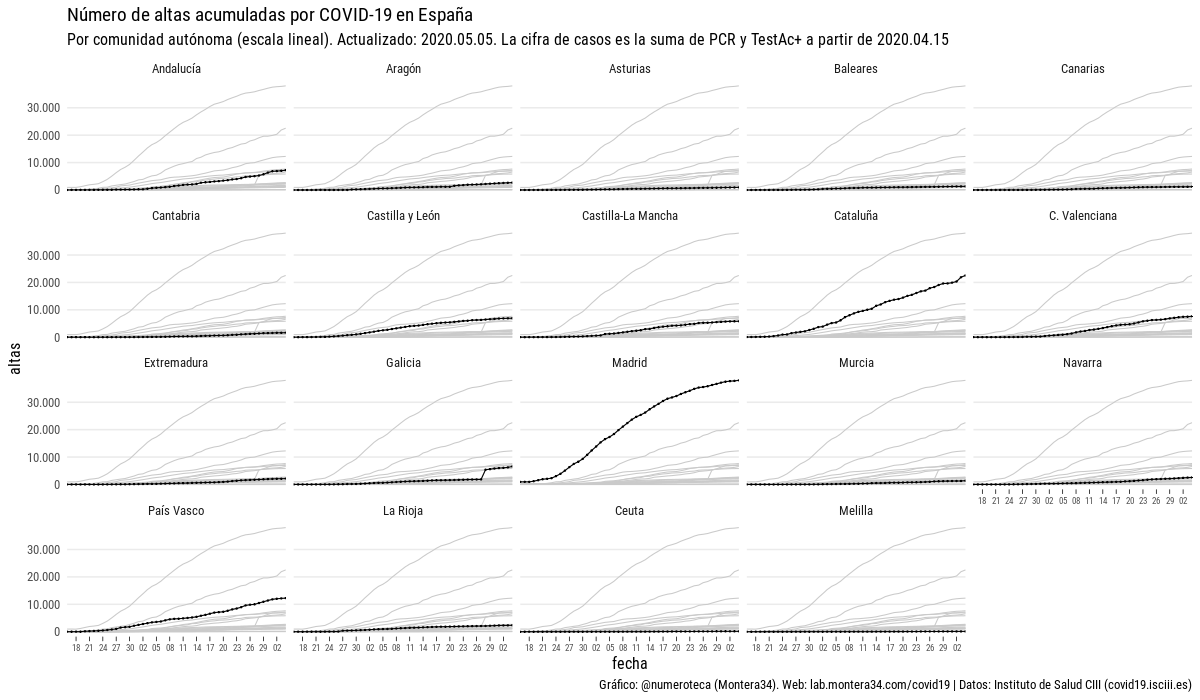 Número de altas acumuladas por COVID-19 en España
Por comunidad autónoma (escala lineal). Actualizado: 2020.05.05. La cifra de casos es la suma de PCR y TestAc+ a partir de 2020.04.15
Andalucía Aragón Asturias Baleares Canarias
30.000
20.000
10.000
0
Cantabria Castilla y León Castilla-La Mancha Cataluña C. Valenciana
30.000
20.000
10.000
0
altas
Extremadura Galicia Madrid Murcia Navarra
30.000
20.000
10.000
0
18 21 24 27 30 02 05 08 11 14 17 20 23 26 29 02
País Vasco La Rioja Ceuta Melilla
30.000
20.000
10.000
0
18 21 24 27 30 02 05 08 11 14 17 20 23 26 29 02 18 21 24 27 30 02 05 08 11 14 17 20 23 26 29 02 18 21 24 27 30 02 05 08 11 14 17 20 23 26 29 02 18 21 24 27 30 02 05 08 11 14 17 20 23 26 29 02
fecha
Gráfico: @numeroteca (Montera34). Web: lab.montera34.com/covid19 | Datos: Instituto de Salud CIII (covid19.isciii.es)